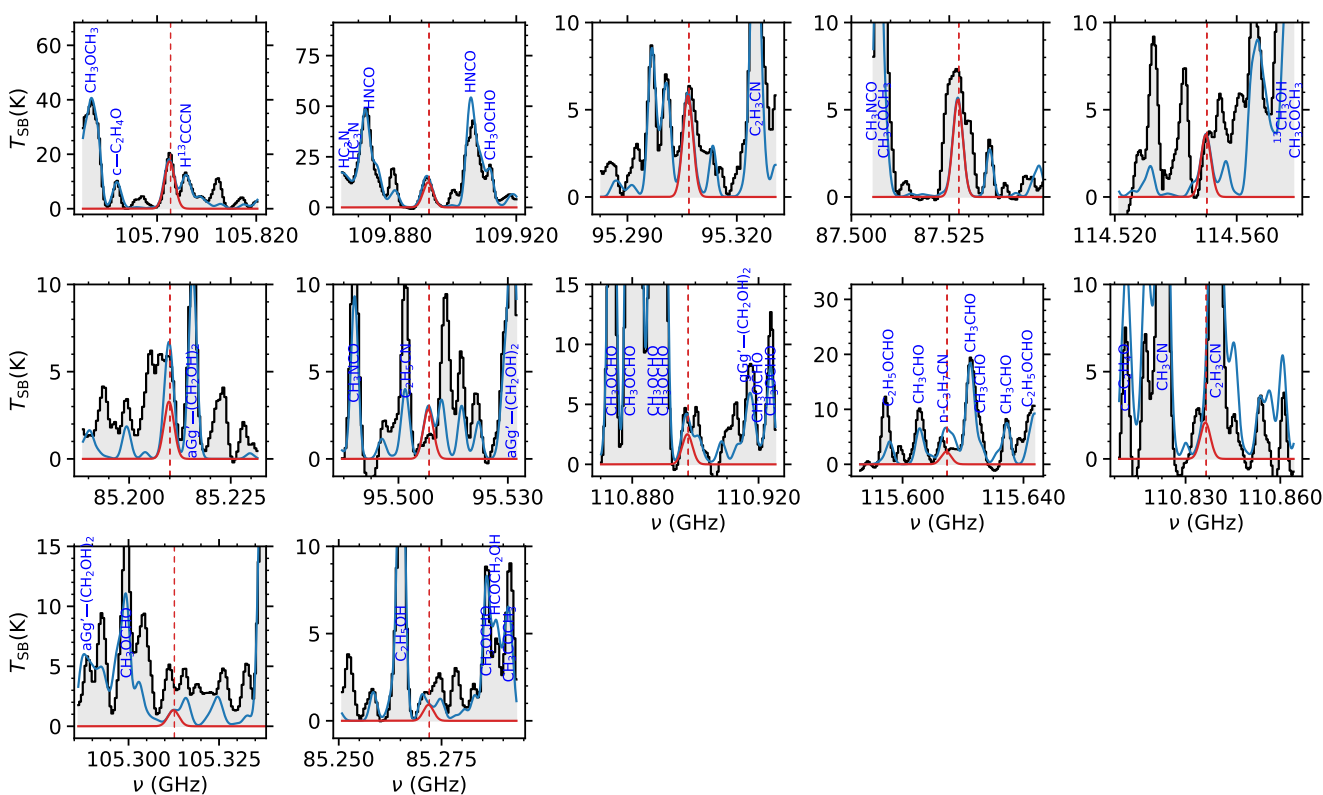 T_SB(K)
60
40
20
0
CH₃OCH₃
c−C₂H₄O
H¹³CCCN
105.790
105.820
75
50
25
0
HC₃N
HC₃N
HNCO
HNCO
CH₃OCHO
109.880
109.920
10
5
0
C₂H₃CN
95.290
95.320
10
5
0
CH₃NCO
CH₃COCH₃
87.500
87.525
10
5
0
¹³CH₃OH
CH₃COCH₃
114.520
114.560
T_SB(K)
10
5
0
aGg'−(CH₂OH)₂
85.200
85.225
10
5
0
CH₃NCO
C₂H₅CN
aGg'−(CH₂OH)₂
95.500
95.530
15
10
5
0
CH₃OCHO
CH₃OCHO
CH₃OCHO
CH₃OCHO
aGg'−(CH₂OH)₂
CH₃OCHO
CH₃OCHO
110.880
110.920
ν (GHz)
30
20
10
0
C₂H₅OCHO
CH₃CHO
n-C₃H₇CN
CH₃CHO
CH₃CHO
CH₃CHO
C₂H₅OCHO
115.600
115.640
ν (GHz)
10
5
0
CH₃CN
C₂H₃CN
110.830
110.860
ν (GHz)
T_SB(K)
15
10
5
0
aGg'−(CH₂OH)₂
CH₃OCHO
105.300
105.325
ν (GHz)
10
5
0
C₂H₅OH
CH₃OCHO
HCOCH₂OH
CH₃COCH₃
85.250
85.275
ν (GHz)